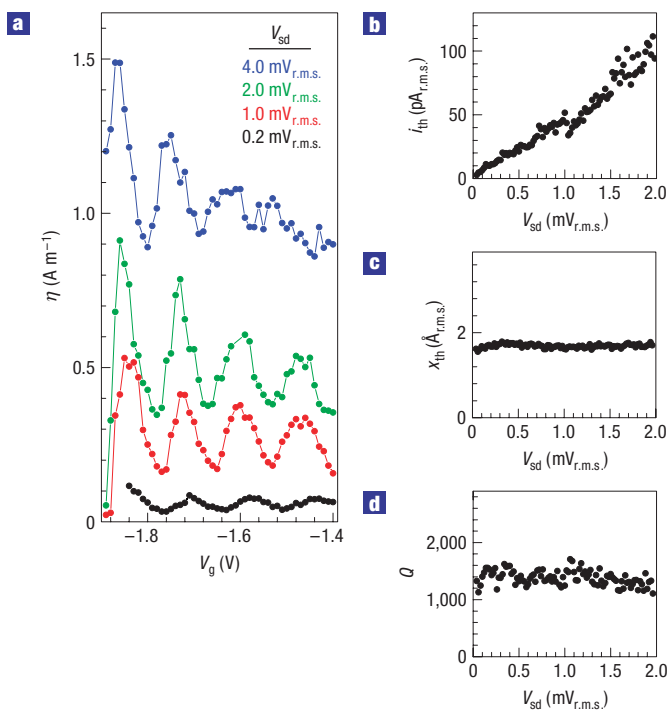 a
V_sd
4.0 mV_r.m.s.
2.0 mV_r.m.s.
1.0 mV_r.m.s.
0.2 mV_r.m.s.
1.5
1.0
0.5
0
η (A m⁻¹)
−1.8 −1.6 −1.4
V_g (V)
b
100
50
0
i_th (pA_r.m.s.)
0 0.5 1.0 1.5 2.0
V_sd (mV_r.m.s.)
c
2
0
x_th (Å_r.m.s.)
0 0.5 1.0 1.5 2.0
V_sd (mV_r.m.s.)
d
2,000
1,000
0
Q
0 0.5 1.0 1.5 2.0
V_sd (mV_r.m.s.)